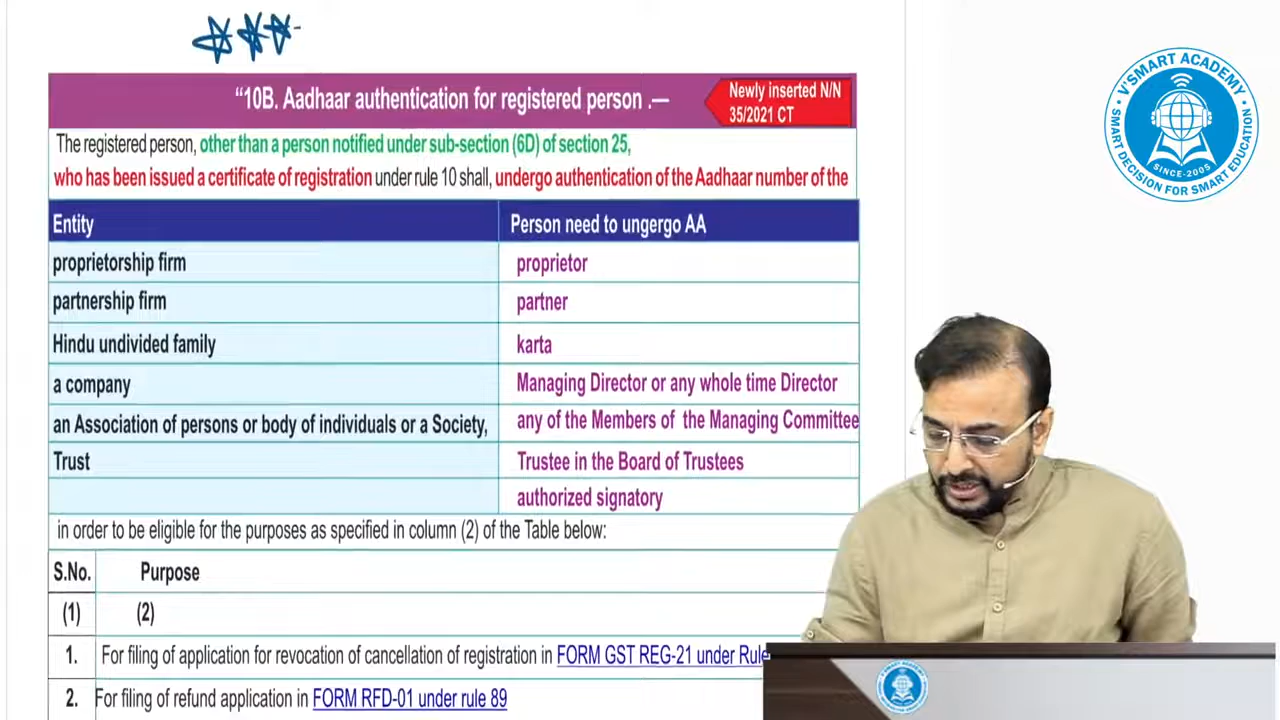 “10B. Aadhaar authentication for registered person .—
Newly inserted N/N
35/2021 CT
The registered person, other than a person notified under sub-section (6D) of section 25,
who has been issued a certificate of registration under rule 10 shall, undergo authentication of the Aadhaar number of the
Entity Person need to ungergo AA
proprietorship firm proprietor
partnership firm partner
Hindu undivided family karta
a company Managing Director or any whole time Director
an Association of persons or body of individuals or a Society, any of the Members of the Managing Committee
Trust Trustee in the Board of Trustees
authorized signatory
in order to be eligible for the purposes as specified in column (2) of the Table below:
S.No. Purpose
(1) (2)
1. For filing of application for revocation of cancellation of registration in FORM GST REG-21 under Rule
2. For filing of refund application in FORM RFD-01 under rule 89
V'SMART ACADEMY
SINCE-2005
SMART DECISION FOR SMART EDUCATION